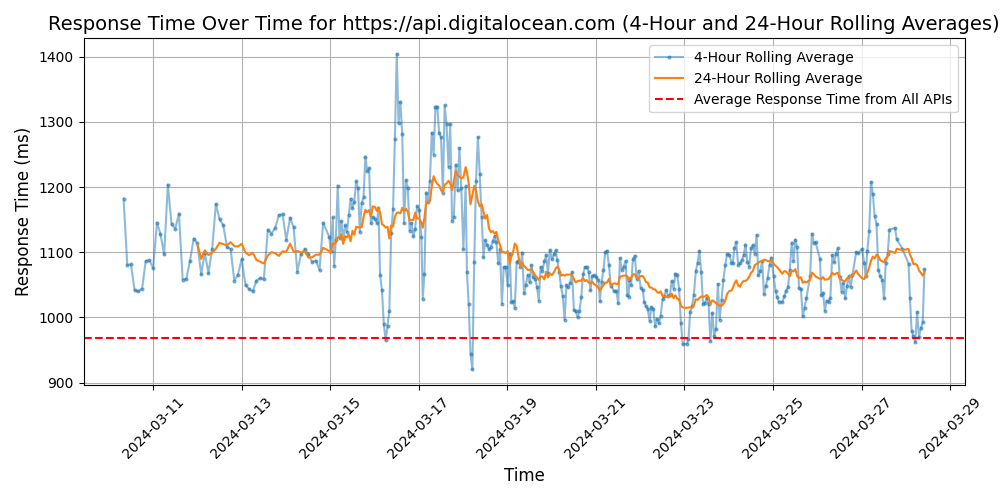 Response Time Over Time for https://api.digitalocean.com (4-Hour and 24-Hour Rolling Averages)
4-Hour Rolling Average
24-Hour Rolling Average
Average Response Time from All APIs
Response Time (ms)
1400
1300
1200
1100
1000
900
2024-03-11
2024-03-13
2024-03-15
2024-03-17
2024-03-19
2024-03-21
2024-03-23
2024-03-25
2024-03-27
2024-03-29
Time